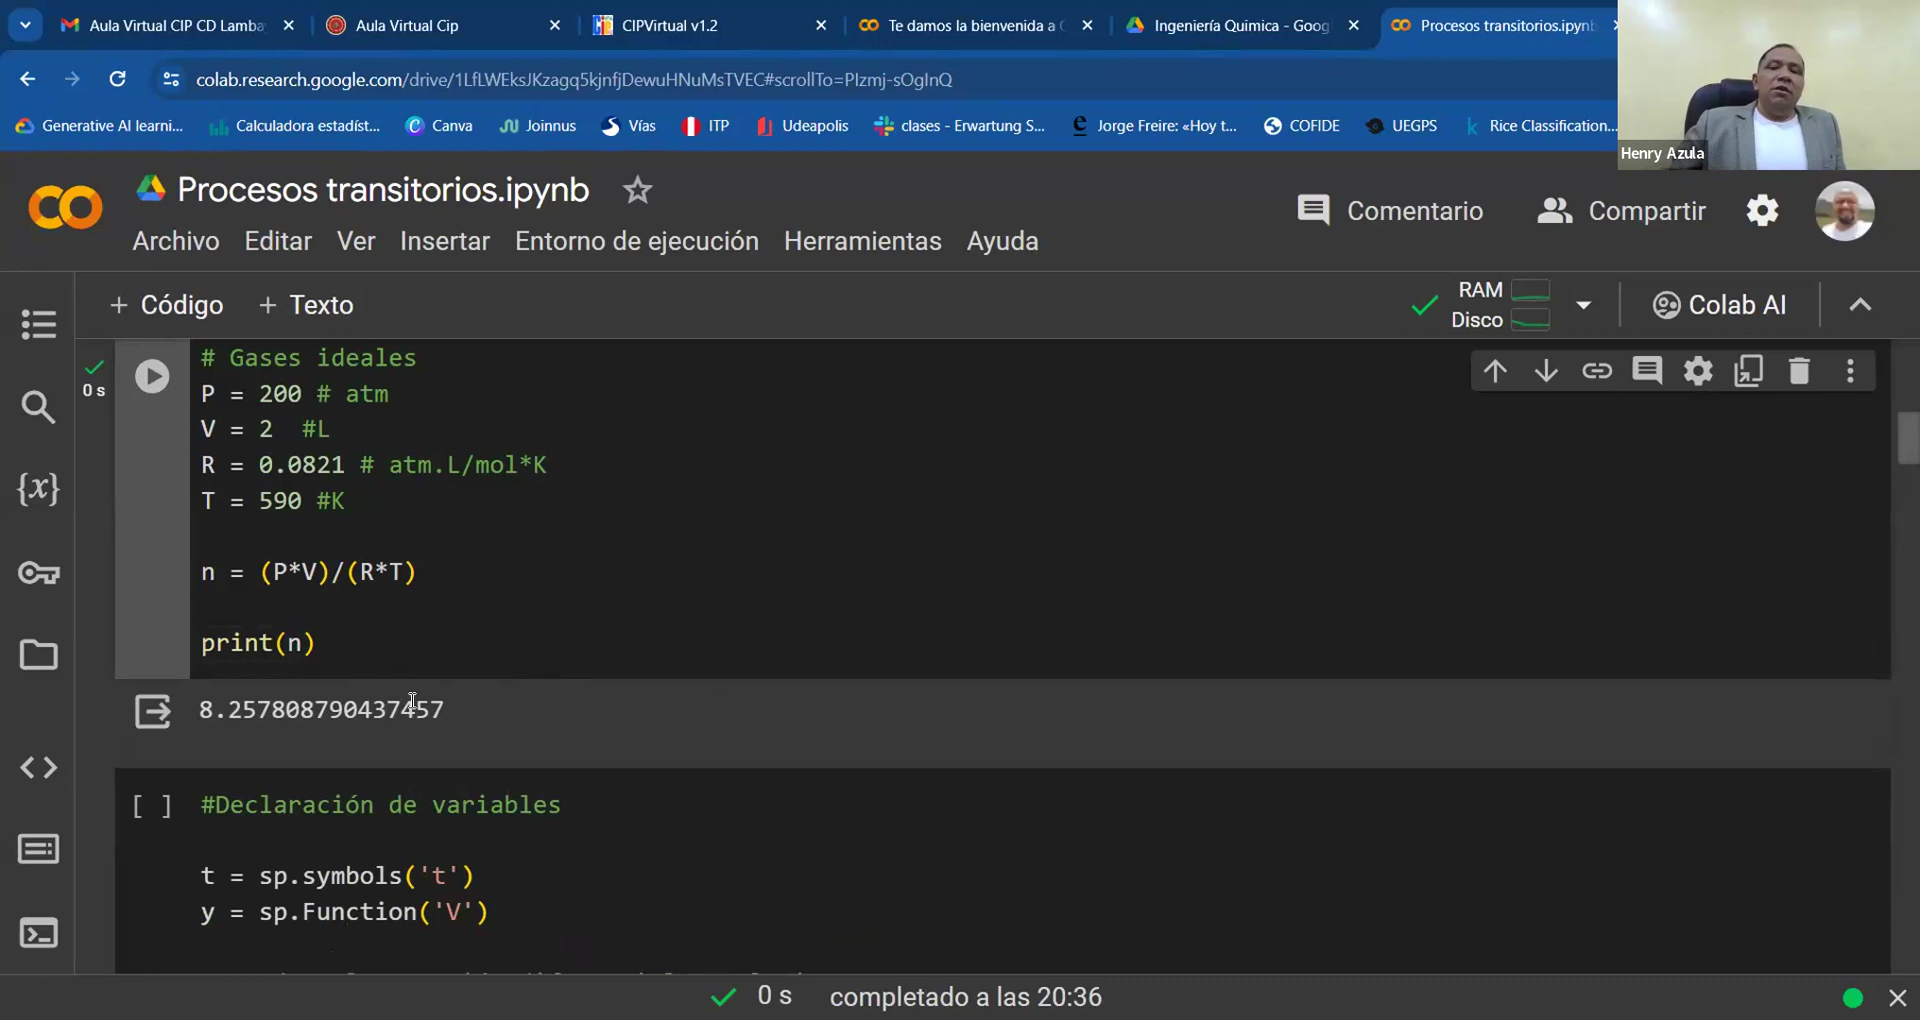 Aula Virtual CIP CD Lamba
Aula Virtual Cip
CIPVirtual v1.2
Te damos la bienvenida a C
Ingeniería Quimica - Goog
Procesos transitorios.ipynb
colab.research.google.com/drive/1LfLWEksJKzagq5kjnfjDewuHNuMsTVEC#scrollTo=PIzmj-sOgInQ
Generative AI learni...
Calculadora estadíst...
Canva
Joinnus
Vías
ITP
Udeapolis
clases - Erwartung S...
Jorge Freire: «Hoy t...
COFIDE
UEGPS
Rice Classification...
Henry Azula
Procesos transitorios.ipynb
Comentario
Compartir
Archivo Editar Ver Insertar Entorno de ejecución Herramientas Ayuda
+ Código + Texto
RAM
Disco
Colab AI
0 s
# Gases ideales
P = 200 # atm
V = 2 #L
R = 0.0821 # atm.L/mol*K
T = 590 #K
n = (P*V)/(R*T)
print(n)
8.257808790437457
[ ] #Declaración de variables
t = sp.symbols('t')
y = sp.Function('V')
0 s completado a las 20:36